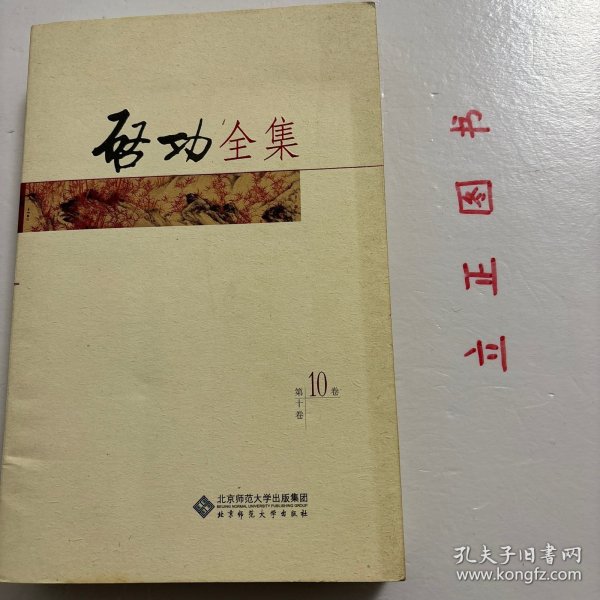 启功全集
第十卷
10卷
北京师范大学出版集团
BEIJING NORMAL UNIVERSITY PUBLISHING GROUP
北京师范大学出版社
立正图书
孔夫子旧书网
www.kongfz.com